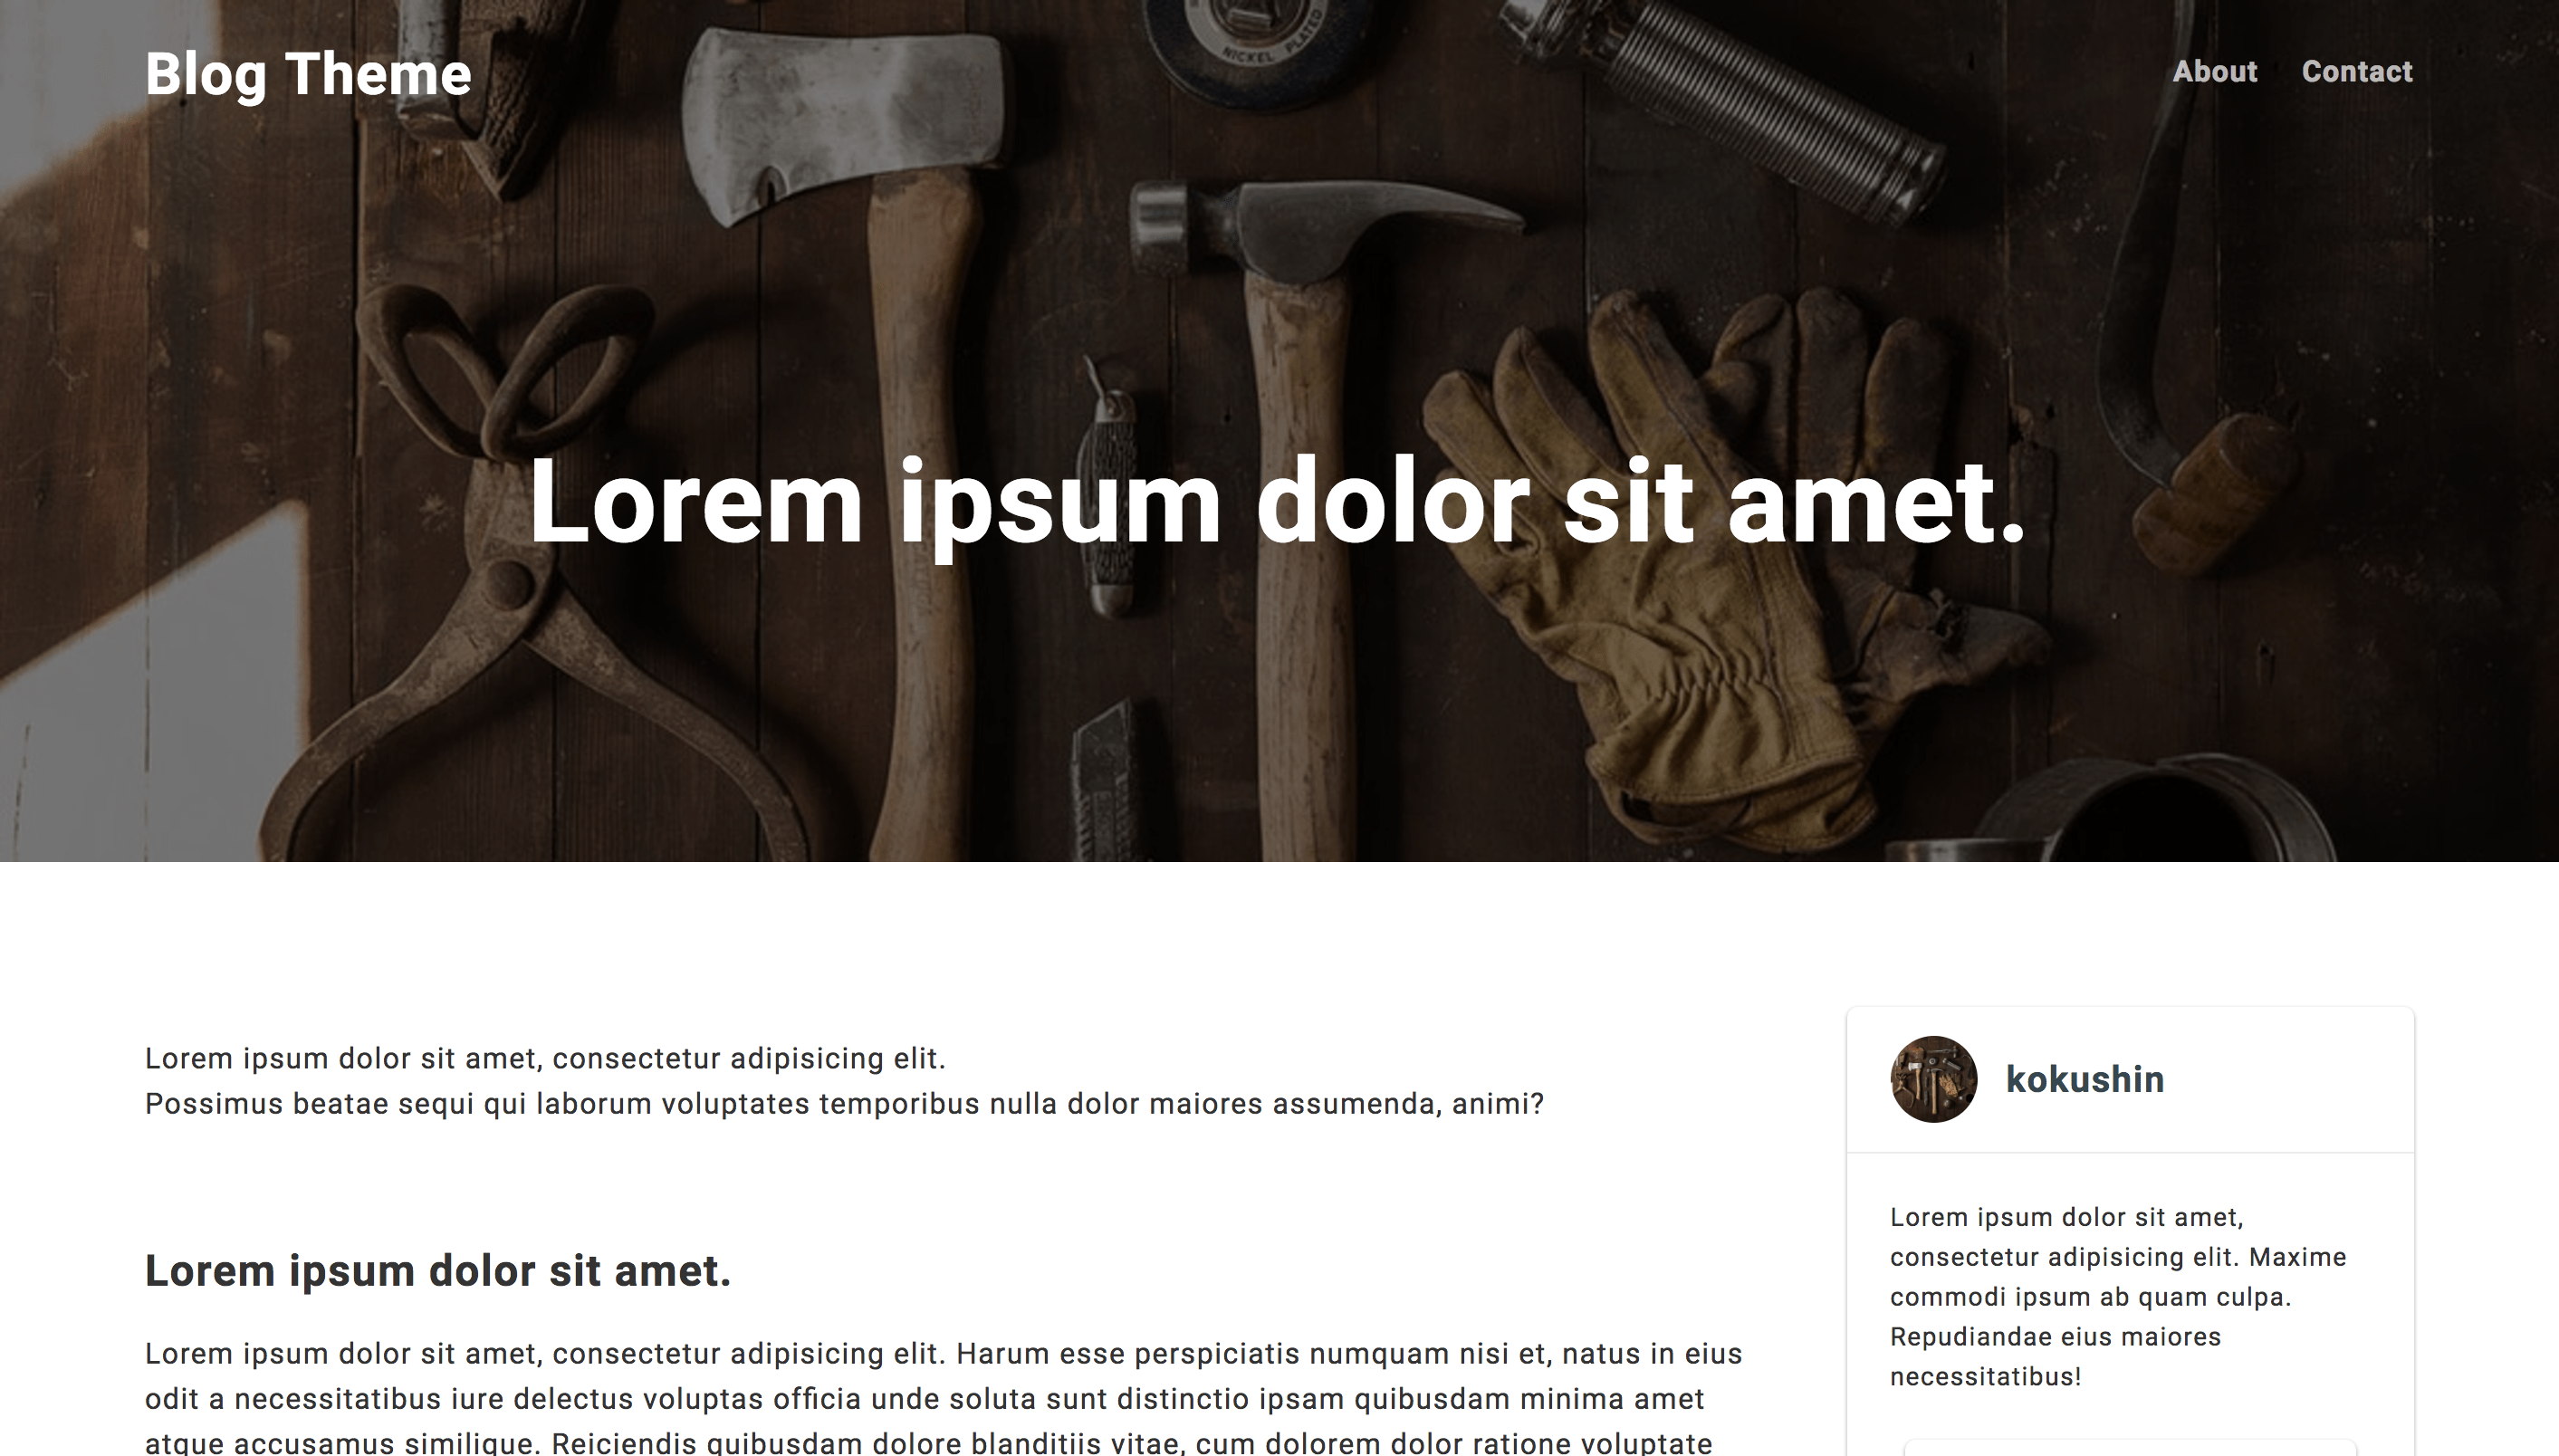 Blog Theme
About
Contact
NICKEL PLATED
Lorem ipsum dolor sit amet.
Lorem ipsum dolor sit amet, consectetur adipisicing elit.
Possimus beatae sequi qui laborum voluptates temporibus nulla dolor maiores assumenda, animi?
Lorem ipsum dolor sit amet.
Lorem ipsum dolor sit amet, consectetur adipisicing elit. Harum esse perspiciatis numquam nisi et, natus in eius
odit a necessitatibus iure delectus voluptas officia unde soluta sunt distinctio ipsam quibusdam minima amet
atque accusamus similique. Reiciendis quibusdam dolore blanditiis vitae, cum dolorem dolor ratione voluptate
kokushin
Lorem ipsum dolor sit amet,
consectetur adipisicing elit. Maxime
commodi ipsum ab quam culpa.
Repudiandae eius maiores
necessitatibus!